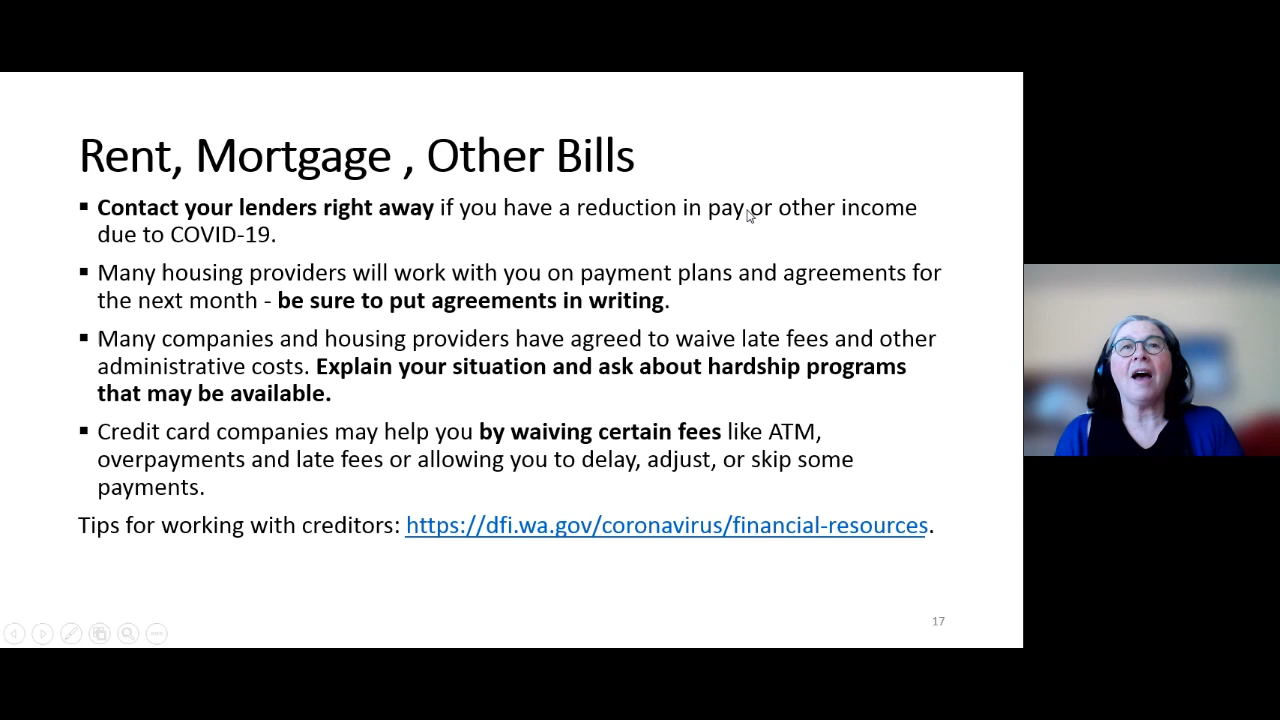 Rent, Mortgage , Other Bills
▪ Contact your lenders right away if you have a reduction in pay or other income
due to COVID-19.
▪ Many housing providers will work with you on payment plans and agreements for
the next month - be sure to put agreements in writing.
▪ Many companies and housing providers have agreed to waive late fees and other
administrative costs. Explain your situation and ask about hardship programs
that may be available.
▪ Credit card companies may help you by waiving certain fees like ATM,
overpayments and late fees or allowing you to delay, adjust, or skip some
payments.
Tips for working with creditors: https://dfi.wa.gov/coronavirus/financial-resources.
17